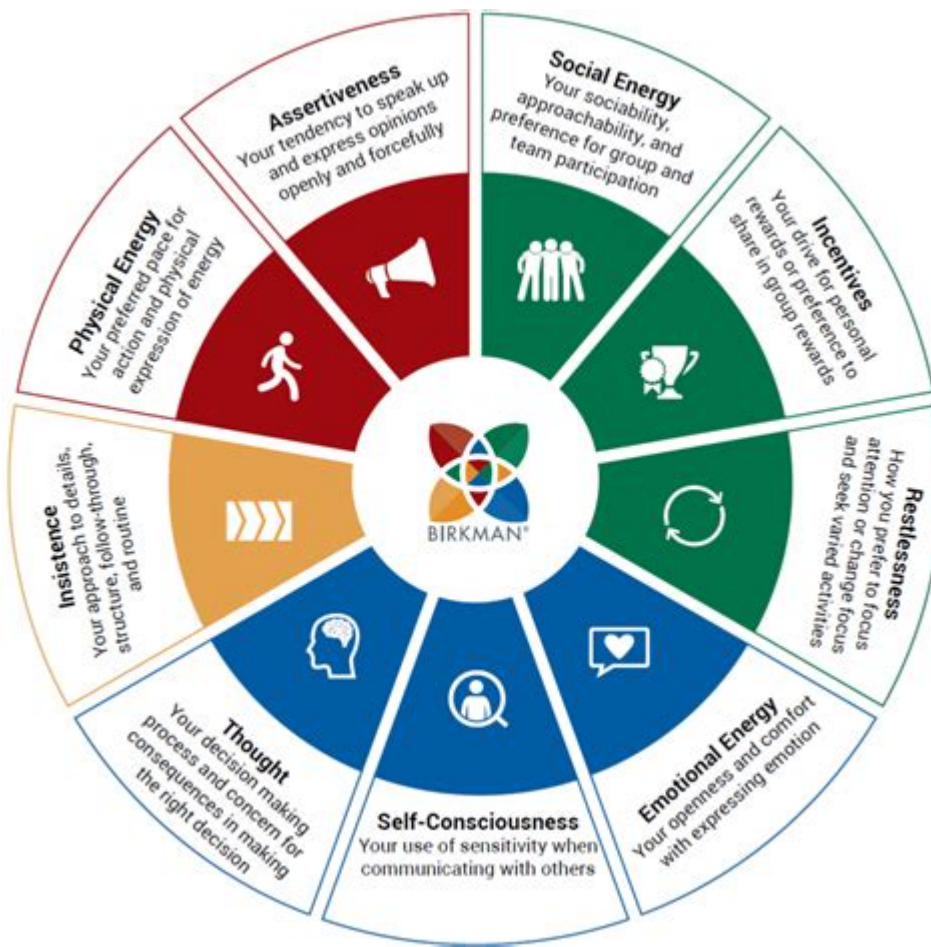 Assertiveness
Your tendency to speak up
and express opinions
openly and forcefully
Social Energy
Your sociability,
approachability, and
preference for group and
team participation
Incentives
Your drive for personal
rewards or preference to
share in group rewards
Restlessness
How you prefer to focus
attention or change focus
and seek varied activities
Emotional Energy
Your openness and comfort
with expressing emotion
Self-Consciousness
Your use of sensitivity when
communicating with others
Thought
Your decision making
process and concern for
consequences in making
the right decision
Insistence
Your approach to details,
structure, follow-through,
and routine
Physical Energy
Your preferred pace for
action and physical
expression of energy
BIRKMAN®